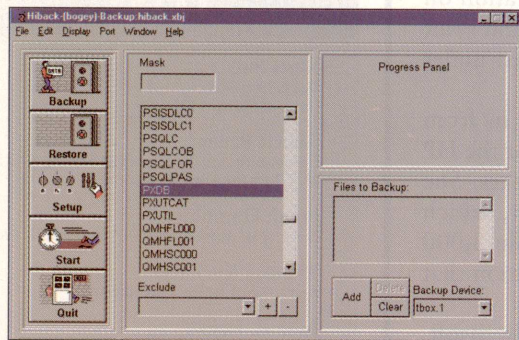 Hiback-(bogey)-Backup:hiback.xbj
File Edit Display Port Window Help
DATA
Backup
Restore
Setup
Start
EXIT
Quit
Mask
PSISDLC0
PSISDLC1
PSQLC
PSQLCOB
PSQLFOR
PSQLPAS
PXDB
PXUTCAT
PXUTIL
QMHFL000
QMHFL001
QMHSC000
QMHSC001
Exclude
+ -
Progress Panel
Files to Backup:
Add
Delete
Clear
Backup Device:
tbox.1